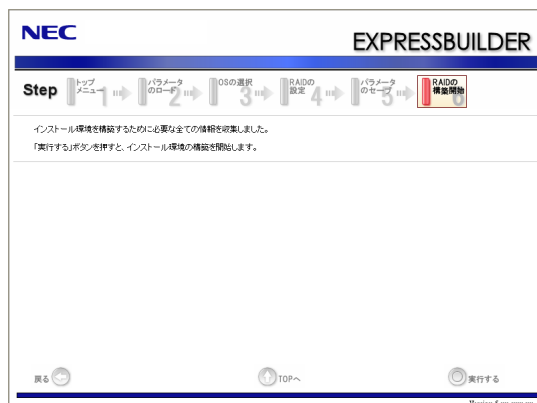 NEC
EXPRESSBUILDER
Step
トップ
メニュー 1
パラメータ
のロード 2
OSの選択
3
RAIDの
設定 4
パラメータ
のセーブ 5
RAIDの
構築開始
6
インストール環境を構築するために必要な全ての情報を収集しました。
「実行する」ボタンを押すと、インストール環境の構築を開始します。
戻る
TOPへ
実行する